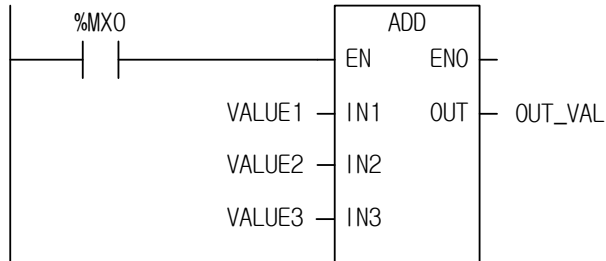 %MX0 ADD
EN ENO
VALUE1 IN1 OUT OUT_VAL
VALUE2 IN2
VALUE3 IN3